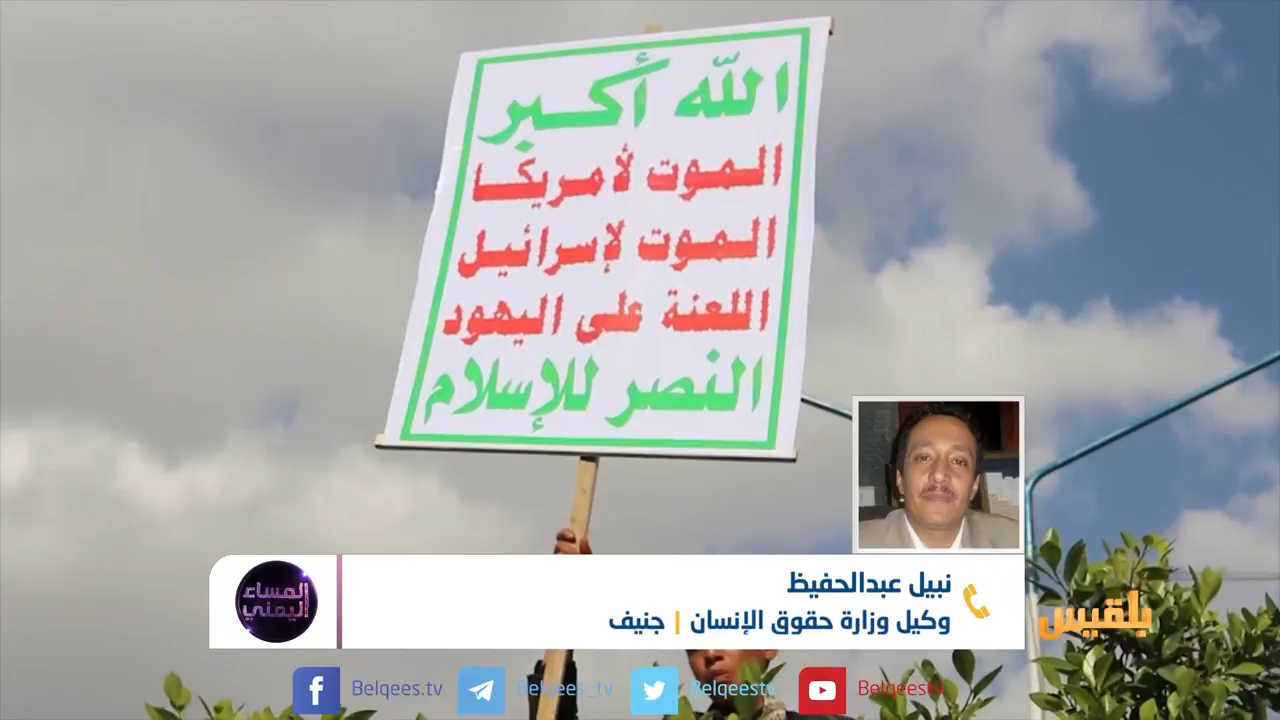 الله أكبر
الموت لأمريكا
الموت لإسرائيل
اللعنة على اليهود
النصر للإسلام
نبيل عبدالحفيظ
وكيل وزارة حقوق الإنسان | جنيف
المساء
اليمني
بلقيس
Belqees.tv
Belqees_tv
Belqeestv
Belqeestv